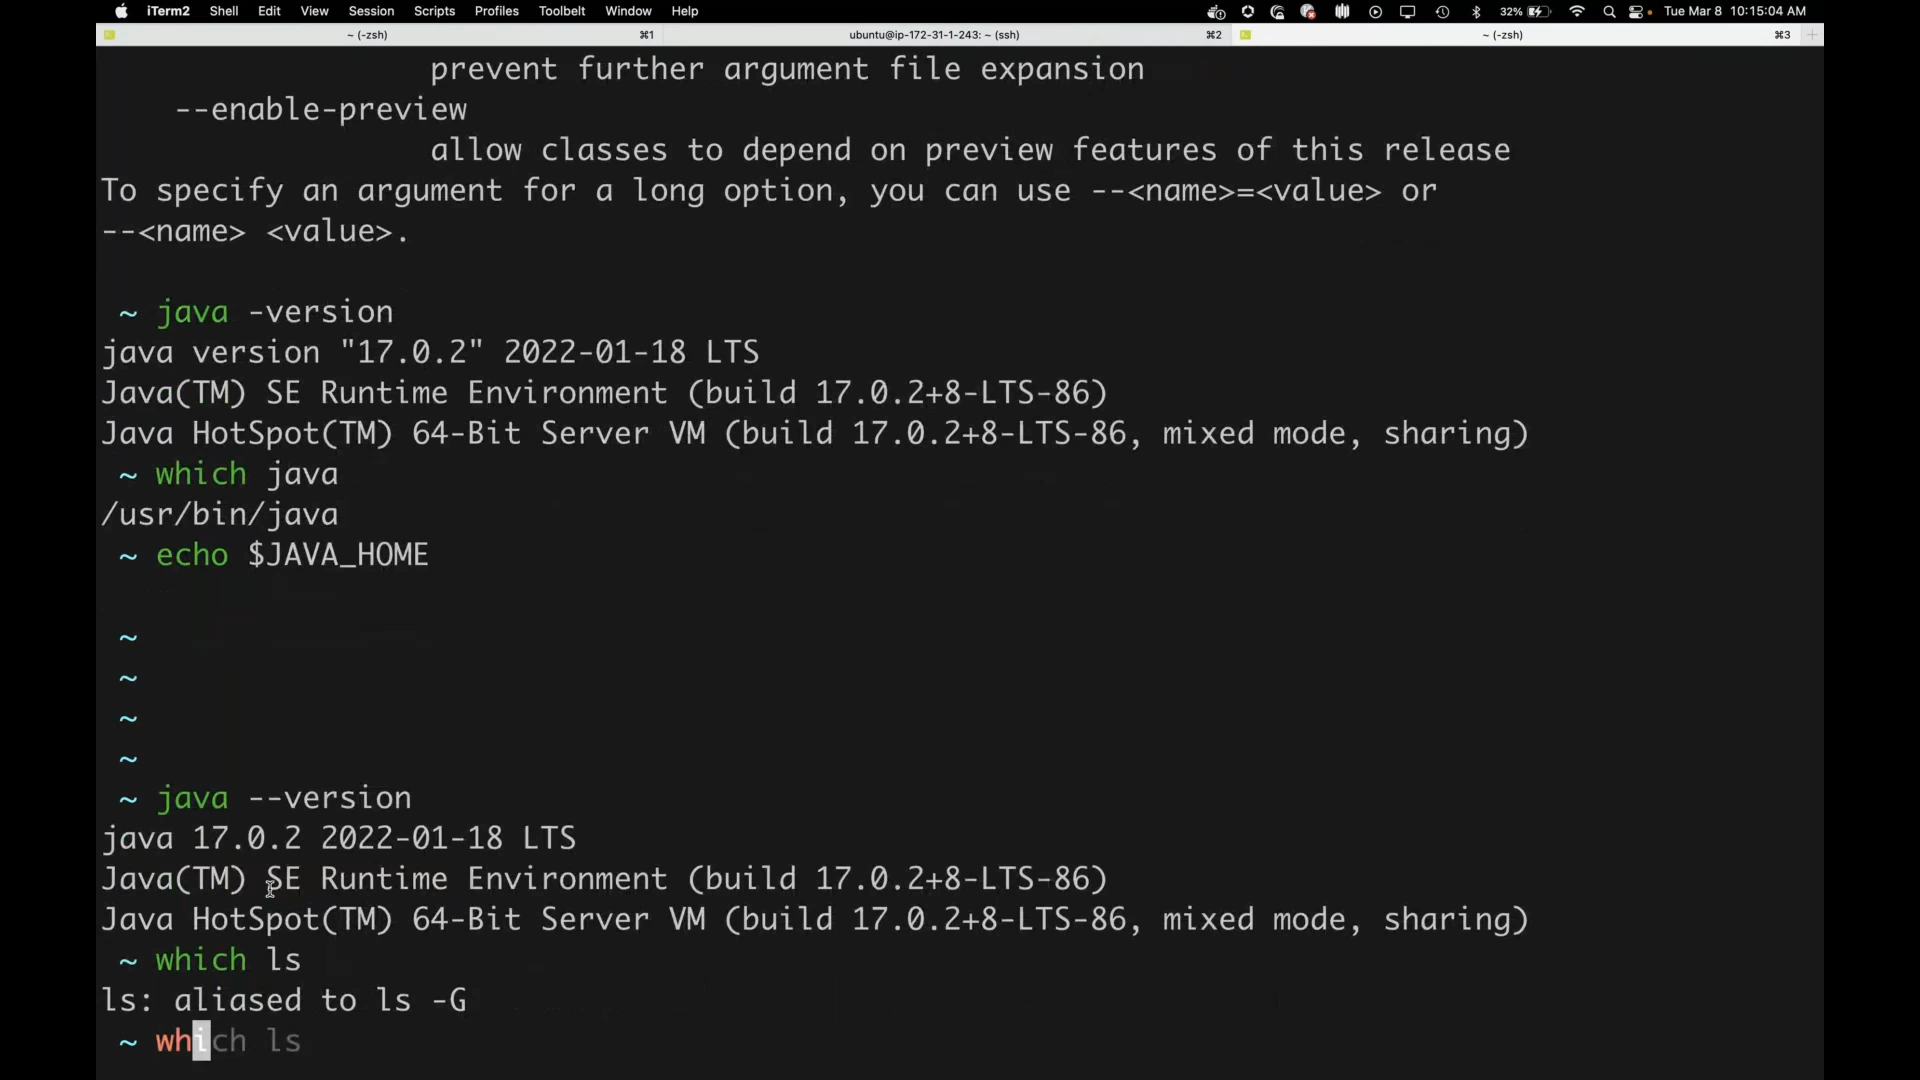 iTerm2 Shell Edit View Session Scripts Profiles Toolbelt Window Help 32% Tue Mar 8 10:15:04 AM
~ (-zsh) ⌘1 ubuntu@ip-172-31-1-243: ~ (ssh) ⌘2 ~ (-zsh) ⌘3
prevent further argument file expansion
--enable-preview
allow classes to depend on preview features of this release
To specify an argument for a long option, you can use --<name>=<value> or
--<name> <value>.
~ java -version
java version "17.0.2" 2022-01-18 LTS
Java(TM) SE Runtime Environment (build 17.0.2+8-LTS-86)
Java HotSpot(TM) 64-Bit Server VM (build 17.0.2+8-LTS-86, mixed mode, sharing)
~ which java
/usr/bin/java
~ echo $JAVA_HOME
~
~
~
~
~ java --version
java 17.0.2 2022-01-18 LTS
Java(TM) SE Runtime Environment (build 17.0.2+8-LTS-86)
Java HotSpot(TM) 64-Bit Server VM (build 17.0.2+8-LTS-86, mixed mode, sharing)
~ which ls
ls: aliased to ls -G
~ which ls